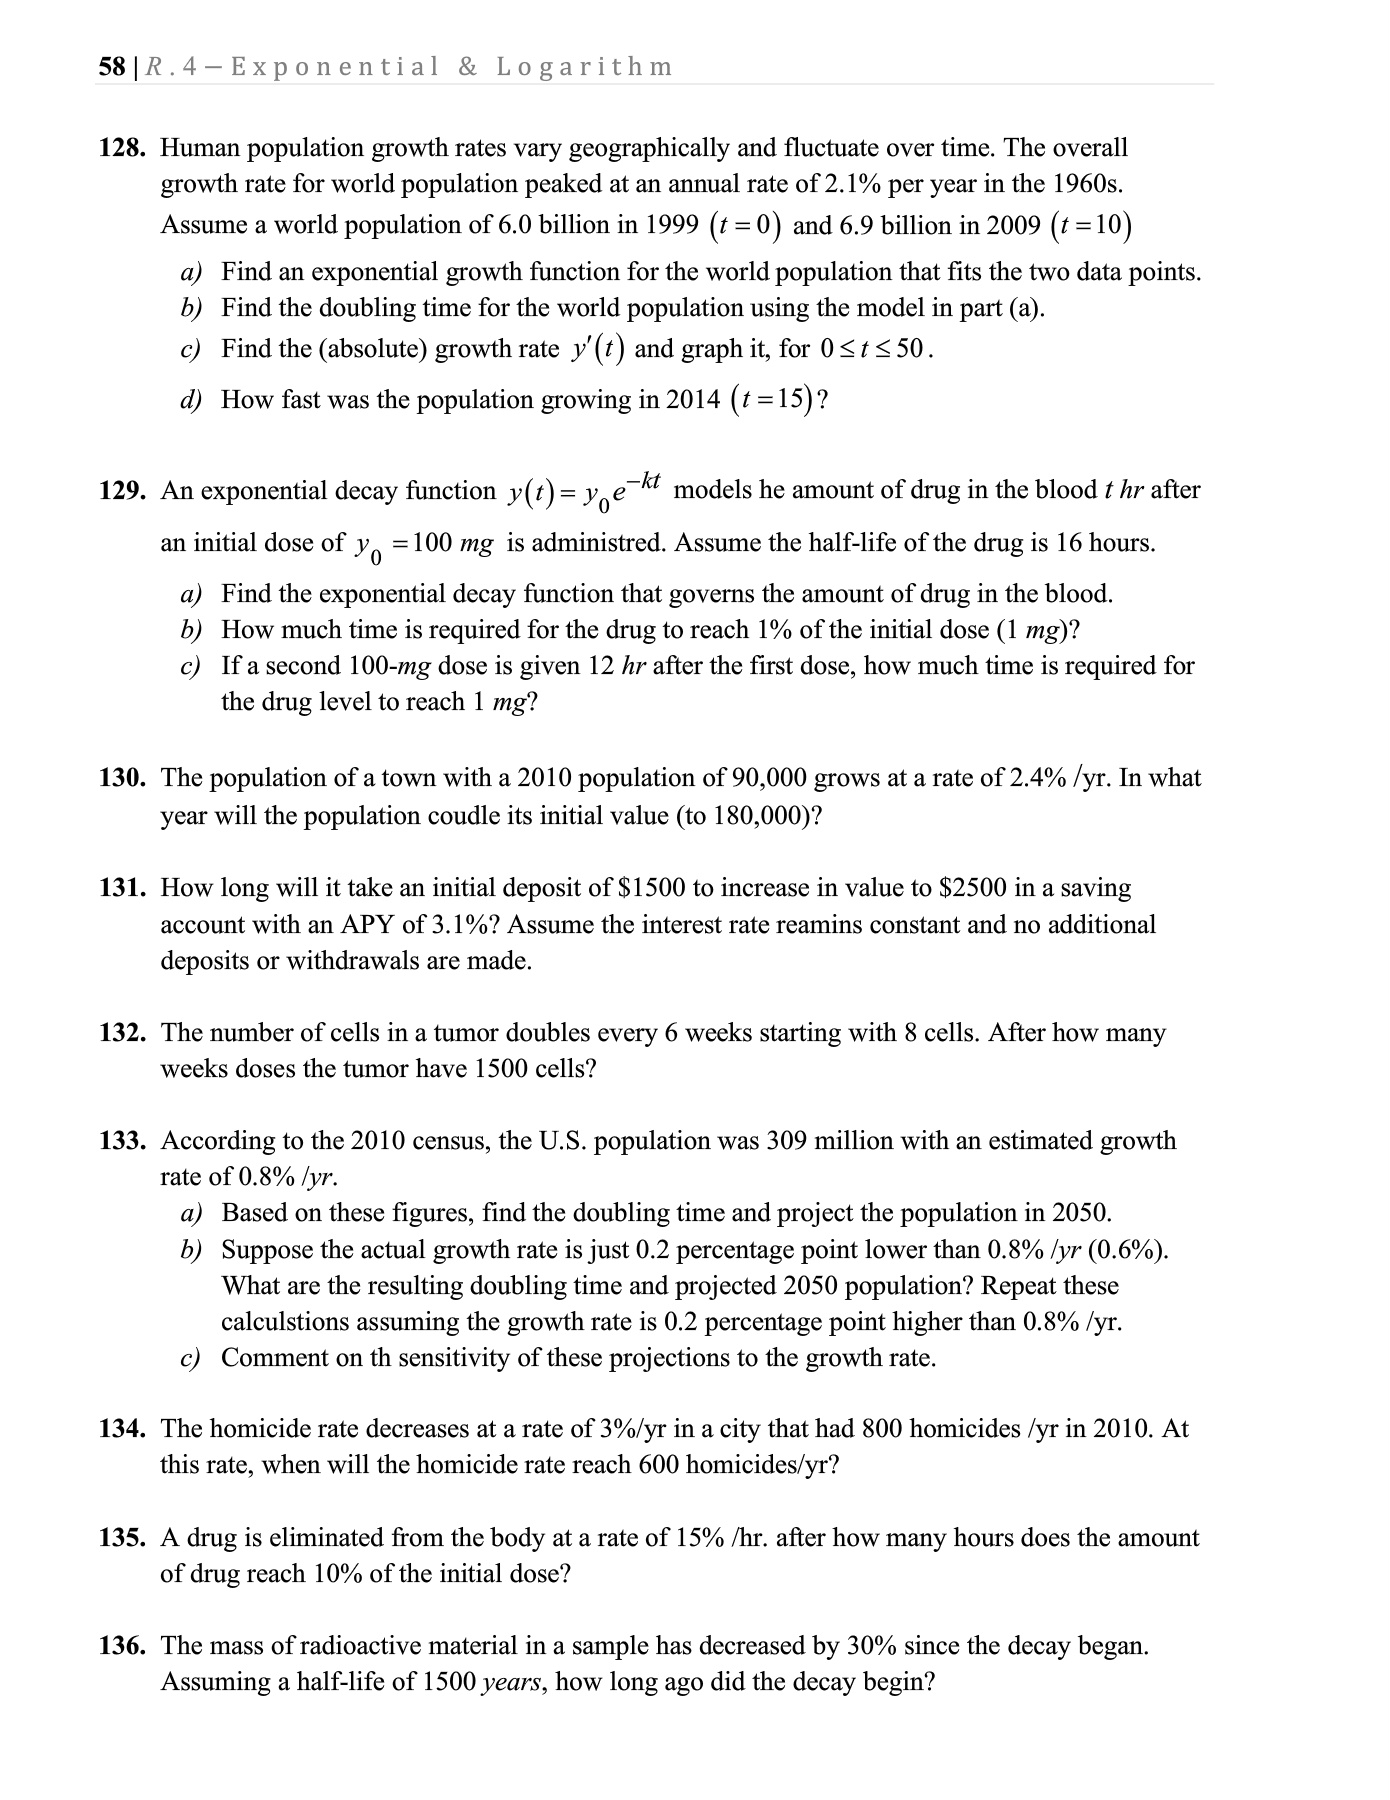 58 | R.4 – Exponential & Logarithm
128. Human population growth rates vary geographically and fluctuate over time. The overall
growth rate for world population peaked at an annual rate of 2.1% per year in the 1960s.
Assume a world population of 6.0 billion in 1999 (t = 0) and 6.9 billion in 2009 (t = 10)
a) Find an exponential growth function for the world population that fits the two data points.
b) Find the doubling time for the world population using the model in part (a).
c) Find the (absolute) growth rate y′(t) and graph it, for 0 ≤ t ≤ 50.
d) How fast was the population growing in 2014 (t = 15)?
129. An exponential decay function y(t) = y₀e^{−kt} models he amount of drug in the blood t hr after
an initial dose of y₀ = 100 mg is administred. Assume the half-life of the drug is 16 hours.
a) Find the exponential decay function that governs the amount of drug in the blood.
b) How much time is required for the drug to reach 1% of the initial dose (1 mg)?
c) If a second 100-mg dose is given 12 hr after the first dose, how much time is required for
the drug level to reach 1 mg?
130. The population of a town with a 2010 population of 90,000 grows at a rate of 2.4% /yr. In what
year will the population coudle its initial value (to 180,000)?
131. How long will it take an initial deposit of $1500 to increase in value to $2500 in a saving
account with an APY of 3.1%? Assume the interest rate reamins constant and no additional
deposits or withdrawals are made.
132. The number of cells in a tumor doubles every 6 weeks starting with 8 cells. After how many
weeks doses the tumor have 1500 cells?
133. According to the 2010 census, the U.S. population was 309 million with an estimated growth
rate of 0.8% /yr.
a) Based on these figures, find the doubling time and project the population in 2050.
b) Suppose the actual growth rate is just 0.2 percentage point lower than 0.8% /yr (0.6%).
What are the resulting doubling time and projected 2050 population? Repeat these
calculstions assuming the growth rate is 0.2 percentage point higher than 0.8% /yr.
c) Comment on th sensitivity of these projections to the growth rate.
134. The homicide rate decreases at a rate of 3%/yr in a city that had 800 homicides /yr in 2010. At
this rate, when will the homicide rate reach 600 homicides/yr?
135. A drug is eliminated from the body at a rate of 15% /hr. after how many hours does the amount
of drug reach 10% of the initial dose?
136. The mass of radioactive material in a sample has decreased by 30% since the decay began.
Assuming a half-life of 1500 years, how long ago did the decay begin?